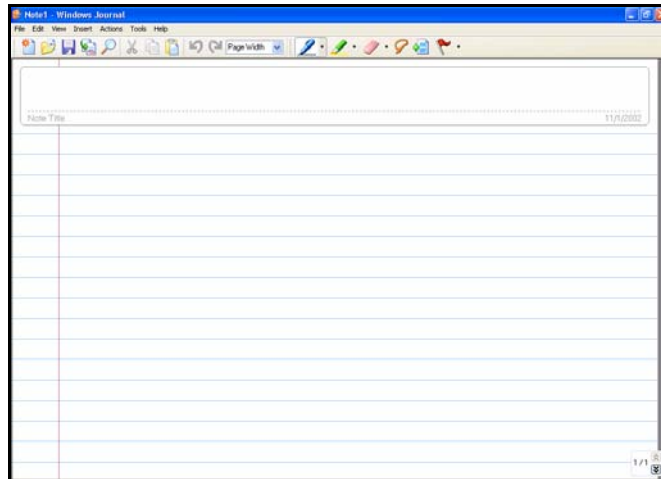 Note1 - Windows Journal
File Edit View Insert Actions Tools Help
Page Width
Note Title
11/1/2002
1/1